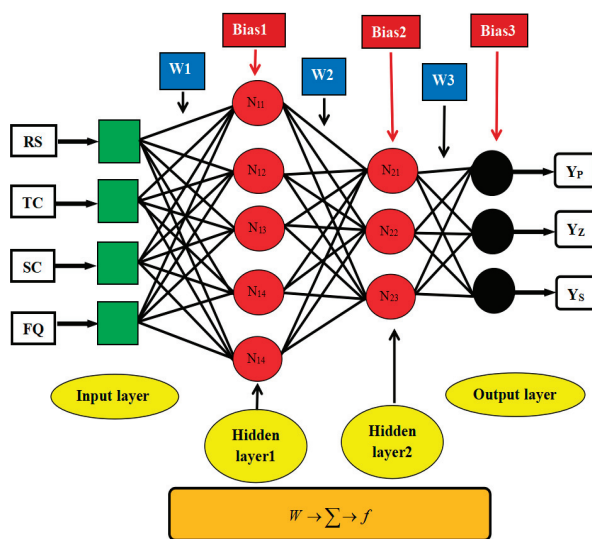 Bias1
Bias2
Bias3
W1
W2
W3
N11
RS
N12
N21
YP
TC
N13
N22
YZ
SC
N14
N23
YS
FQ
N14
Input layer
Output layer
Hidden
layer1
Hidden
layer2
W → ∑ → f